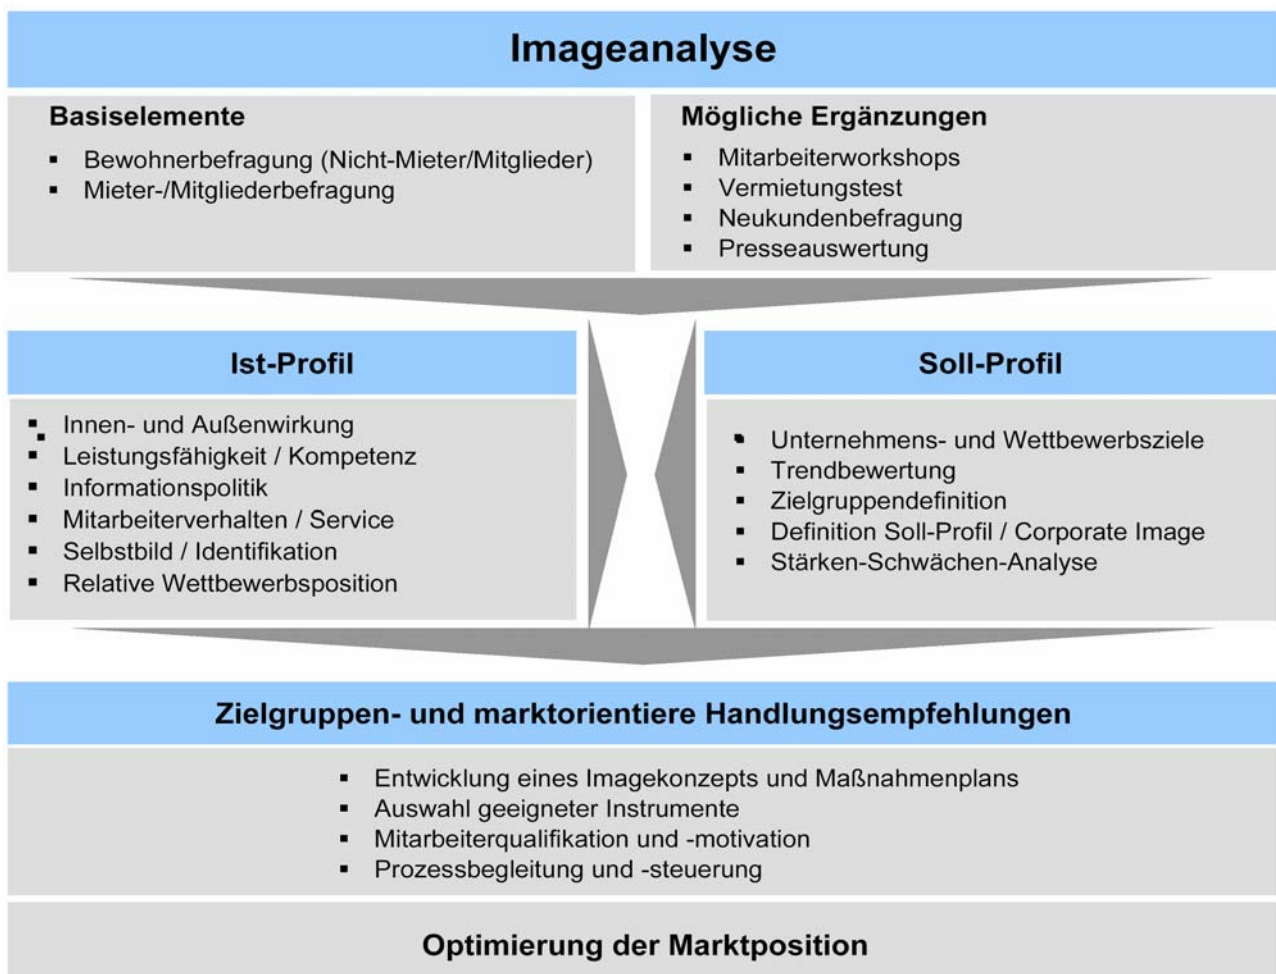 Imageanalyse
Basiselemente
▪ Bewohnerbefragung (Nicht-Mieter/Mitglieder)
▪ Mieter-/Mitgliederbefragung
Mögliche Ergänzungen
▪ Mitarbeiterworkshops
▪ Vermietungstest
▪ Neukundenbefragung
▪ Presseauswertung
Ist-Profil
▪ Innen- und Außenwirkung
▪ Leistungsfähigkeit / Kompetenz
▪ Informationspolitik
▪ Mitarbeiterverhalten / Service
▪ Selbstbild / Identifikation
▪ Relative Wettbewerbsposition
Soll-Profil
▪ Unternehmens- und Wettbewerbsziele
▪ Trendbewertung
▪ Zielgruppendefinition
▪ Definition Soll-Profil / Corporate Image
▪ Stärken-Schwächen-Analyse
Zielgruppen- und marktorientiere Handlungsempfehlungen
▪ Entwicklung eines Imagekonzepts und Maßnahmenplans
▪ Auswahl geeigneter Instrumente
▪ Mitarbeiterqualifikation und -motivation
▪ Prozessbegleitung und -steuerung
Optimierung der Marktposition